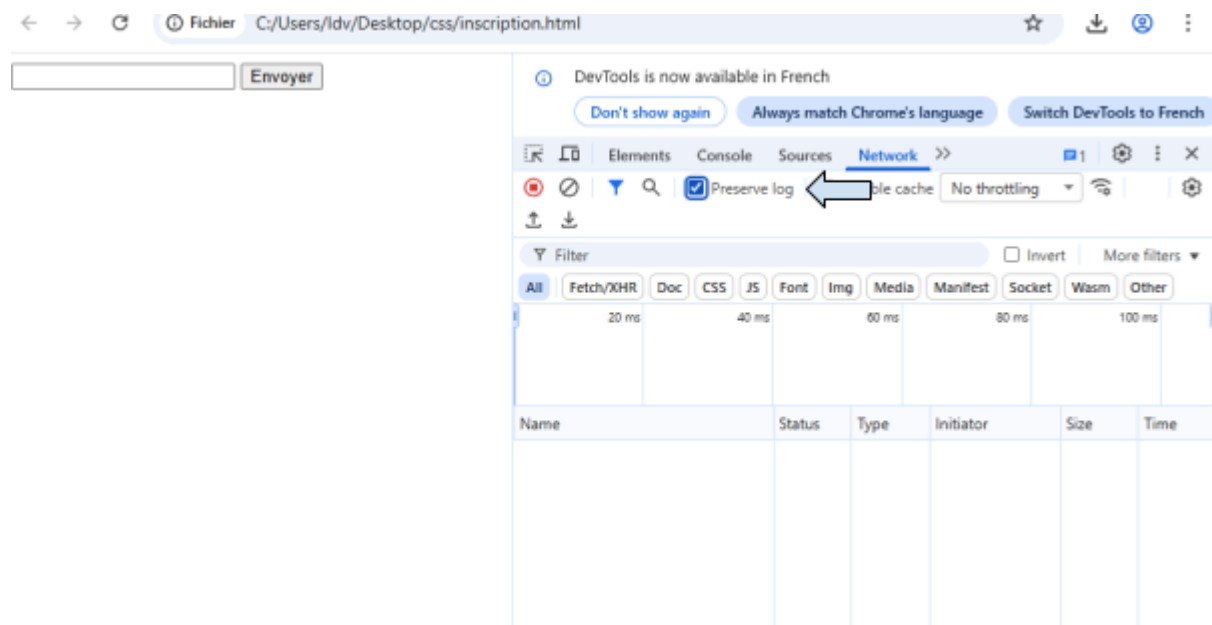 Fichier C:/Users/ldv/Desktop/css/inscription.html
Envoyer
DevTools is now available in French
Don't show again Always match Chrome's language Switch DevTools to French
Elements Console Sources Network 1
Preserve log ble cache No throttling
Filter Invert More filters
All Fetch/XHR Doc CSS JS Font Img Media Manifest Socket Wasm Other
20 ms 40 ms 60 ms 80 ms 100 ms
Name Status Type Initiator Size Time